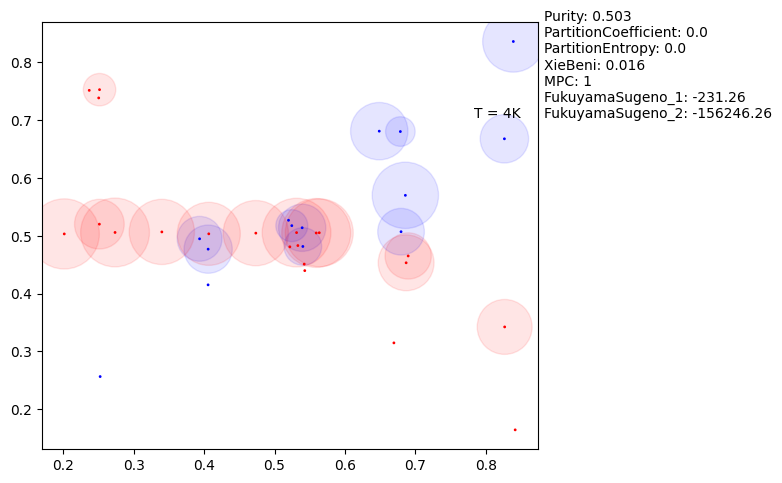 Purity: 0.503
PartitionCoefficient: 0.0
PartitionEntropy: 0.0
XieBeni: 0.016
MPC: 1
FukuyamaSugeno_1: -231.26
FukuyamaSugeno_2: -156246.26
T = 4K
0.8
0.7
0.6
0.5
0.4
0.3
0.2
0.2 0.3 0.4 0.5 0.6 0.7 0.8